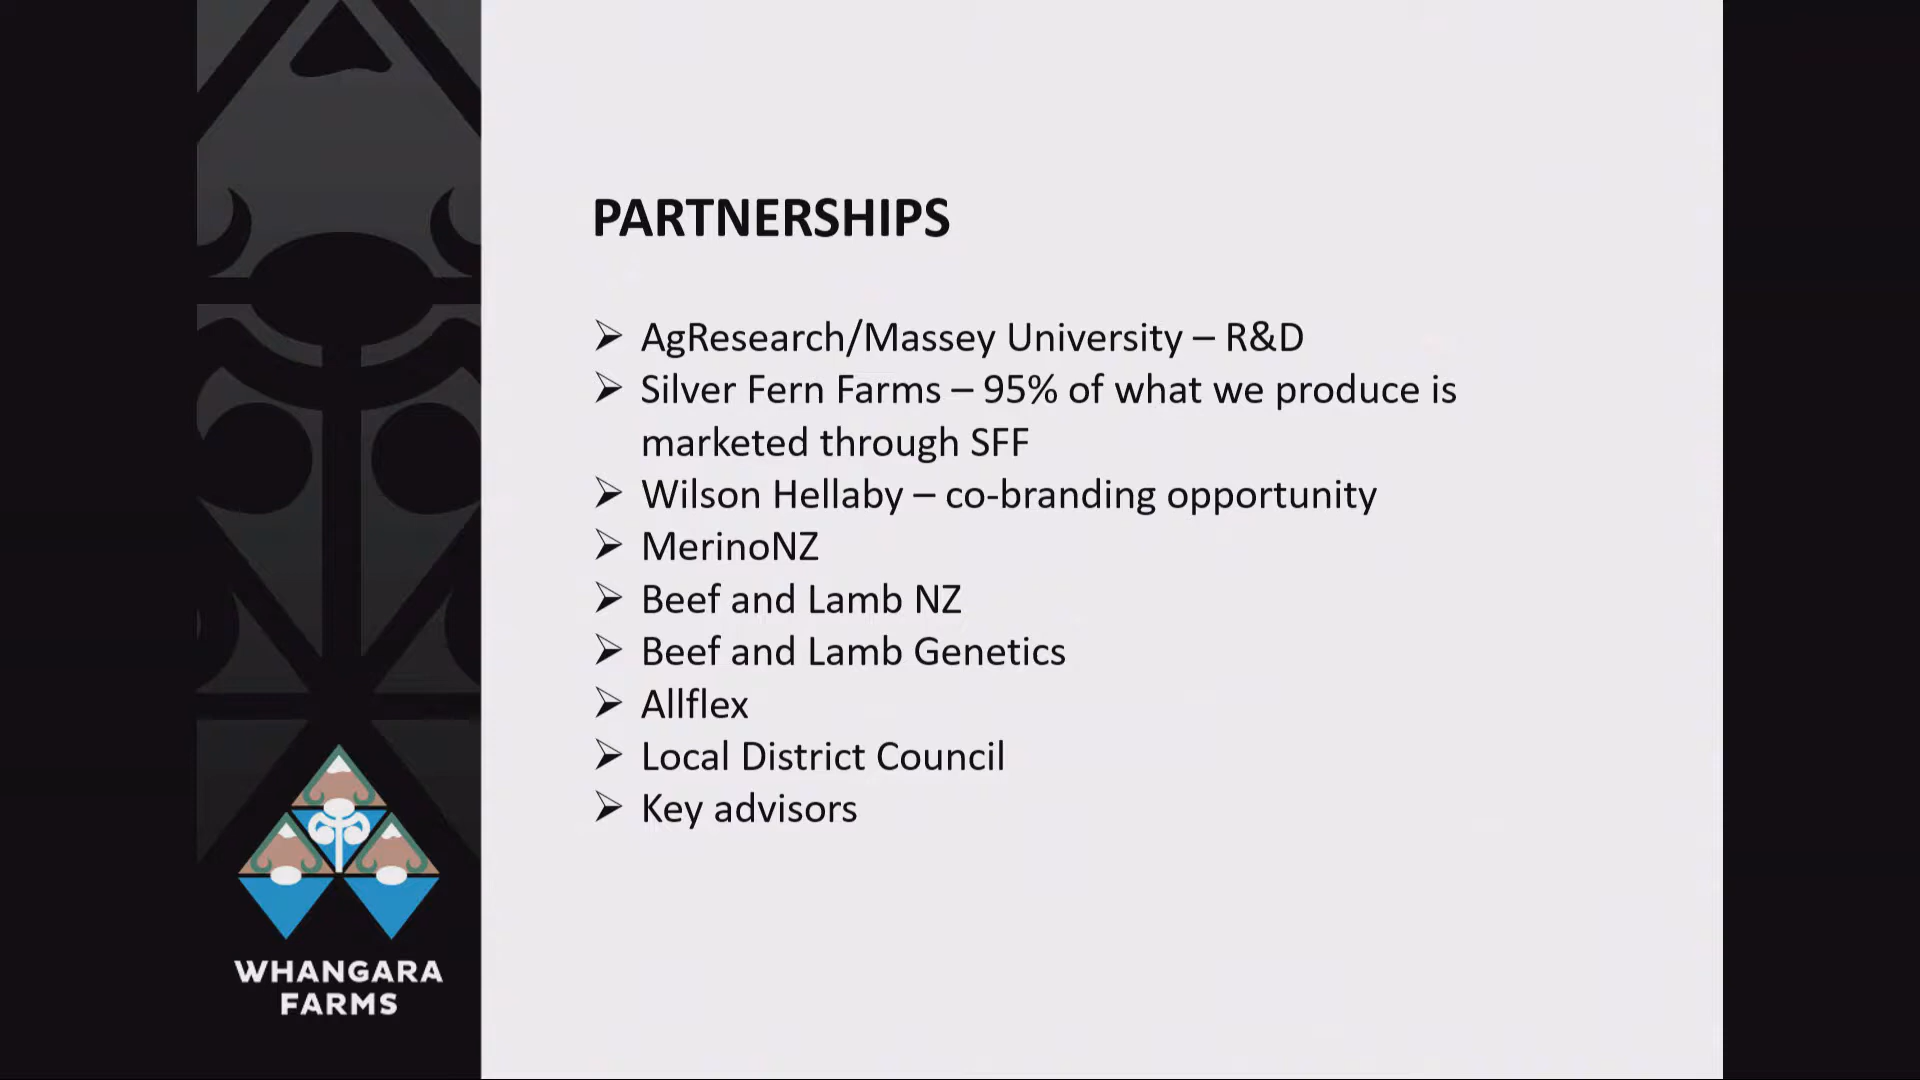 PARTNERSHIPS
➢ AgResearch/Massey University – R&D
➢ Silver Fern Farms – 95% of what we produce is
marketed through SFF
➢ Wilson Hellaby – co-branding opportunity
➢ MerinoNZ
➢ Beef and Lamb NZ
➢ Beef and Lamb Genetics
➢ Allflex
➢ Local District Council
➢ Key advisors
WHANGARA
FARMS